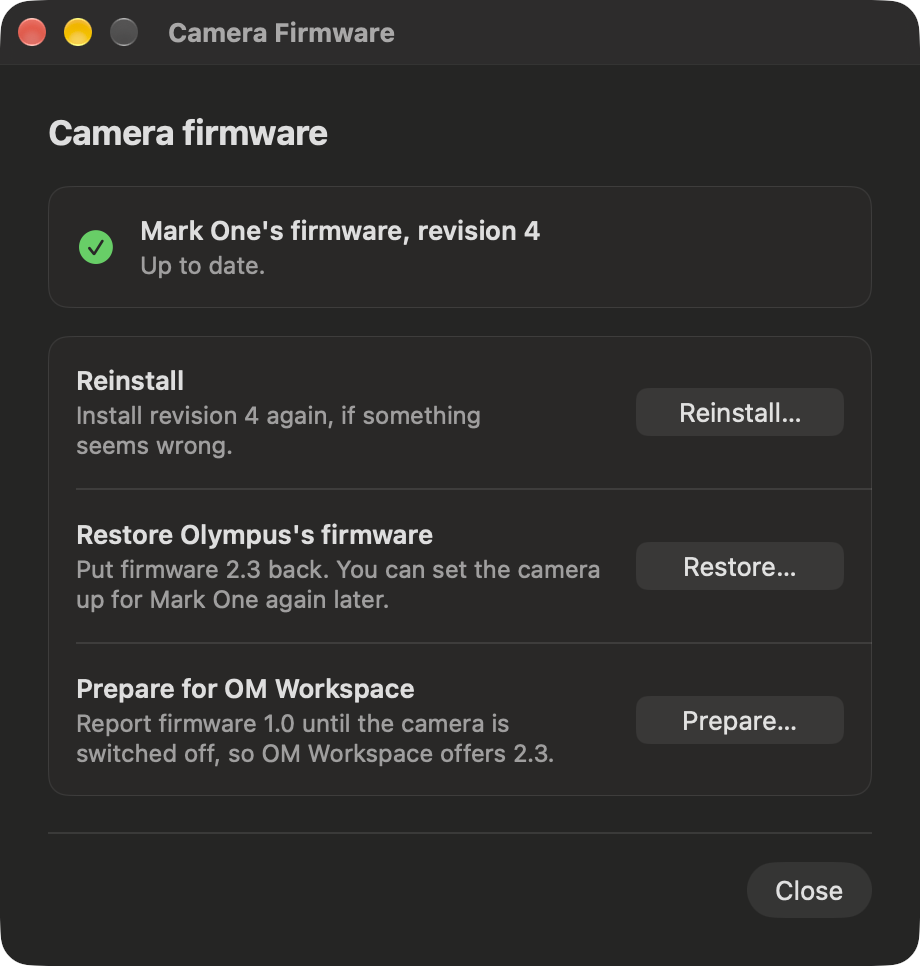 Camera Firmware
Camera firmware
Mark One's firmware, revision 4
Up to date.
Reinstall
Install revision 4 again, if something
seems wrong.
Reinstall...
Restore Olympus's firmware
Put firmware 2.3 back. You can set the camera
up for Mark One again later.
Restore...
Prepare for OM Workspace
Report firmware 1.0 until the camera is
switched off, so OM Workspace offers 2.3.
Prepare...
Close